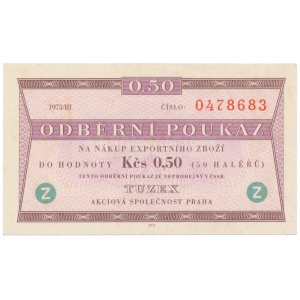 0.50
1973/III ČÍSLO: 0478683
ODBĚRNÍ POUKAZ
NA NÁKUP EXPORTNÍHO ZBOŽÍ
DO HODNOTY Kčs 0,50 (50 HALÉŘŮ)
TENTO ODBĚRNÍ POUKAZ JE NEPRODEJNÝ V ČSSR.
Z TUZEX Z
AKCIOVÁ SPOLEČNOST PRAHA